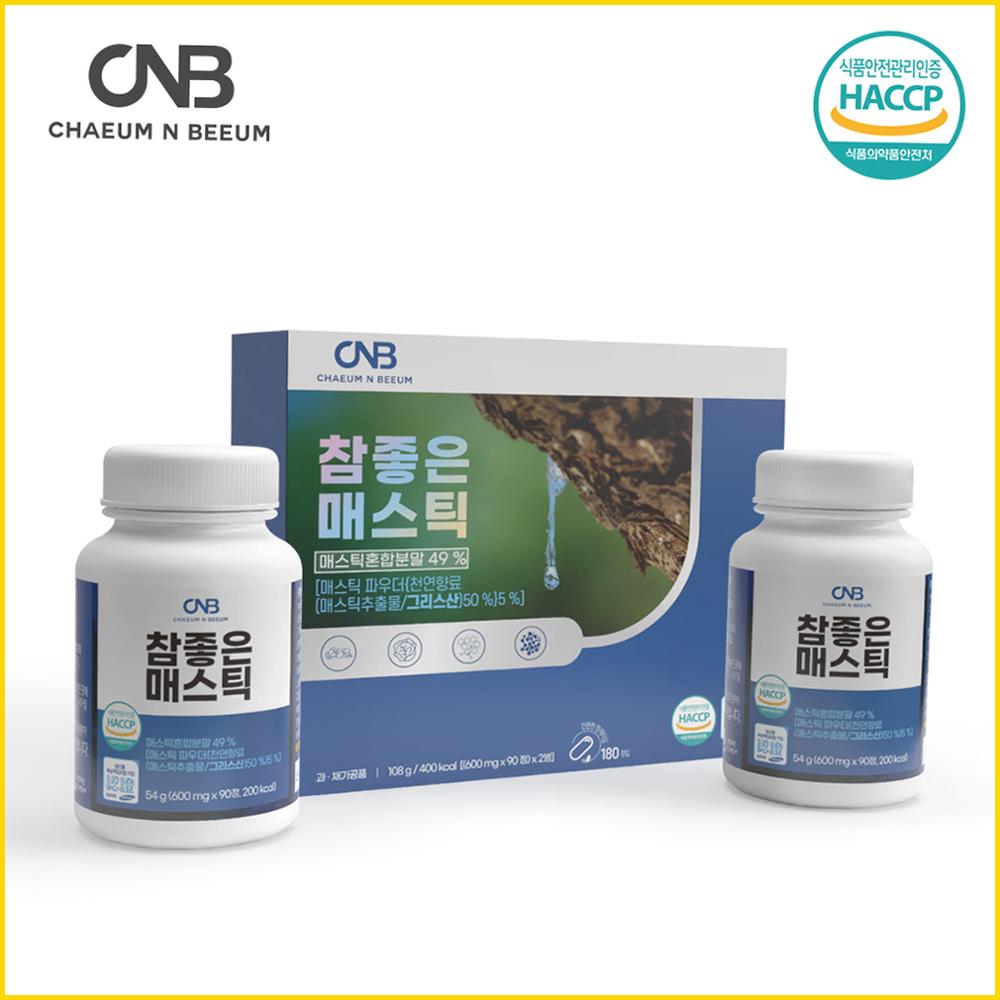 CNB
CHAEUM N BEEUM
식품안전관리인증
HACCP
식품의약품안전처
CNB
CHAEUM N BEEUM
참좋은
매스틱
매스틱혼합분말 49 %
[매스틱 파우더{천연향료
(매스틱추출물/그리스산)50 %}5 %]
HACCP
과·채가공품 | 108 g / 400 kcal [(600 mg x 90 정) x 2병]
180
CNB
CHAEUM N BEEUM
참좋은
매스틱
HACCP
매스틱혼합분말 49 %
[매스틱 파우더{천연향료
(매스틱추출물/그리스산)50 %}5 %]
54 g (600 mg x 90정, 200 kcal)
CNB
CHAEUM N BEEUM
참좋은
매스틱
HACCP
매스틱혼합분말 49 %
[매스틱 파우더{천연향료
(매스틱추출물/그리스산)50 %}5 %]
54 g (600 mg x 90정, 200 kcal)